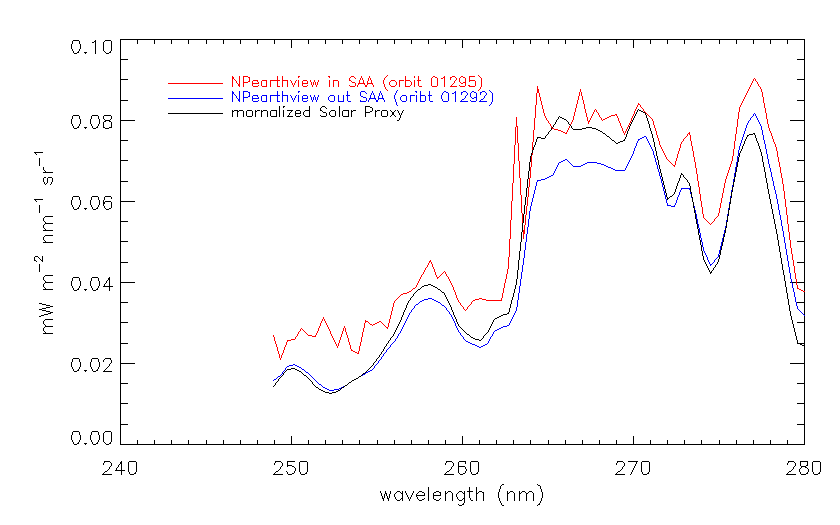 0.10
NPearthview in SAA (orbit 01295)
NPearthview out SAA (oribt 01292)
mornalized Solar Proxy
0.08
0.06
0.04
0.02
0.00
mW m-2 nm-1 sr-1
240 250 260 270 280
wavelength (nm)